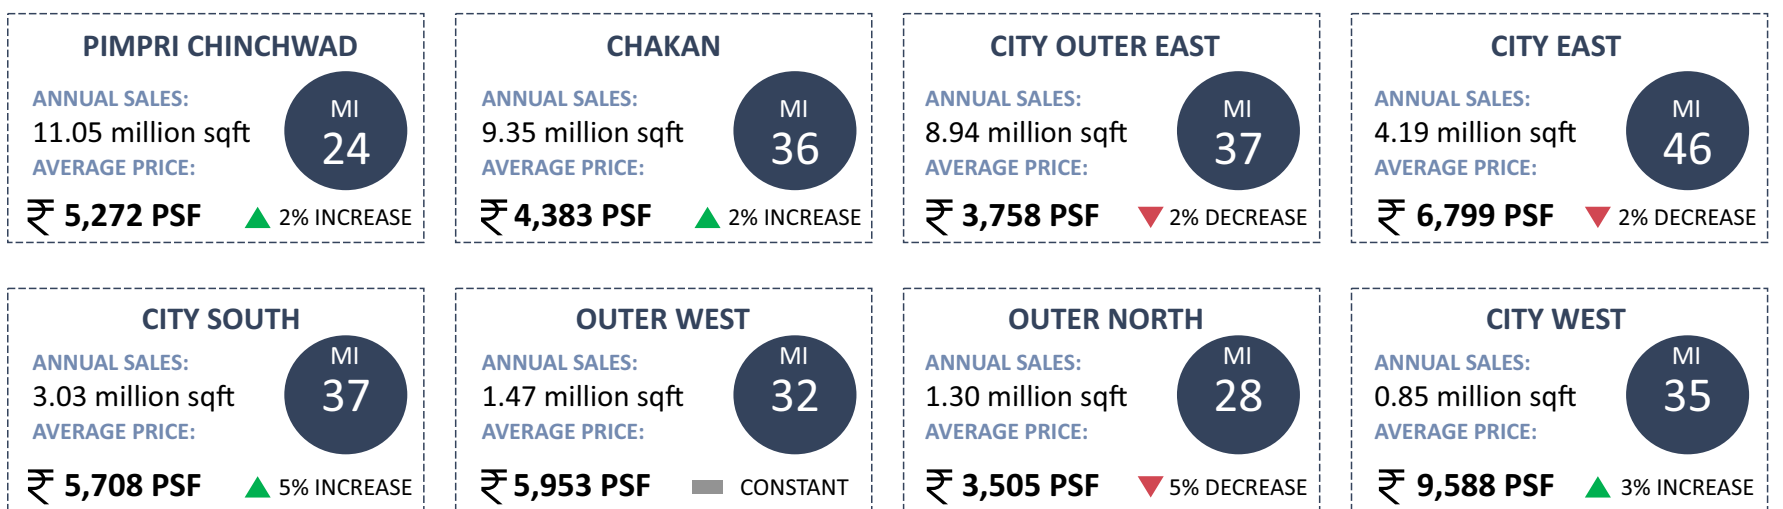 PIMPRI CHINCHWAD
ANNUAL SALES:
11.05 million sqft
AVERAGE PRICE:
MI
24
₹ 5,272 PSF
2% INCREASE
CHAKAN
ANNUAL SALES:
9.35 million sqft
AVERAGE PRICE:
MI
36
₹ 4,383 PSF
2% INCREASE
CITY OUTER EAST
ANNUAL SALES:
8.94 million sqft
AVERAGE PRICE:
MI
37
₹ 3,758 PSF
2% DECREASE
CITY EAST
ANNUAL SALES:
4.19 million sqft
AVERAGE PRICE:
MI
46
₹ 6,799 PSF
2% DECREASE
CITY SOUTH
ANNUAL SALES:
3.03 million sqft
AVERAGE PRICE:
MI
37
₹ 5,708 PSF
5% INCREASE
OUTER WEST
ANNUAL SALES:
1.47 million sqft
AVERAGE PRICE:
MI
32
₹ 5,953 PSF
CONSTANT
OUTER NORTH
ANNUAL SALES:
1.30 million sqft
AVERAGE PRICE:
MI
28
₹ 3,505 PSF
5% DECREASE
CITY WEST
ANNUAL SALES:
0.85 million sqft
AVERAGE PRICE:
MI
35
₹ 9,588 PSF
3% INCREASE